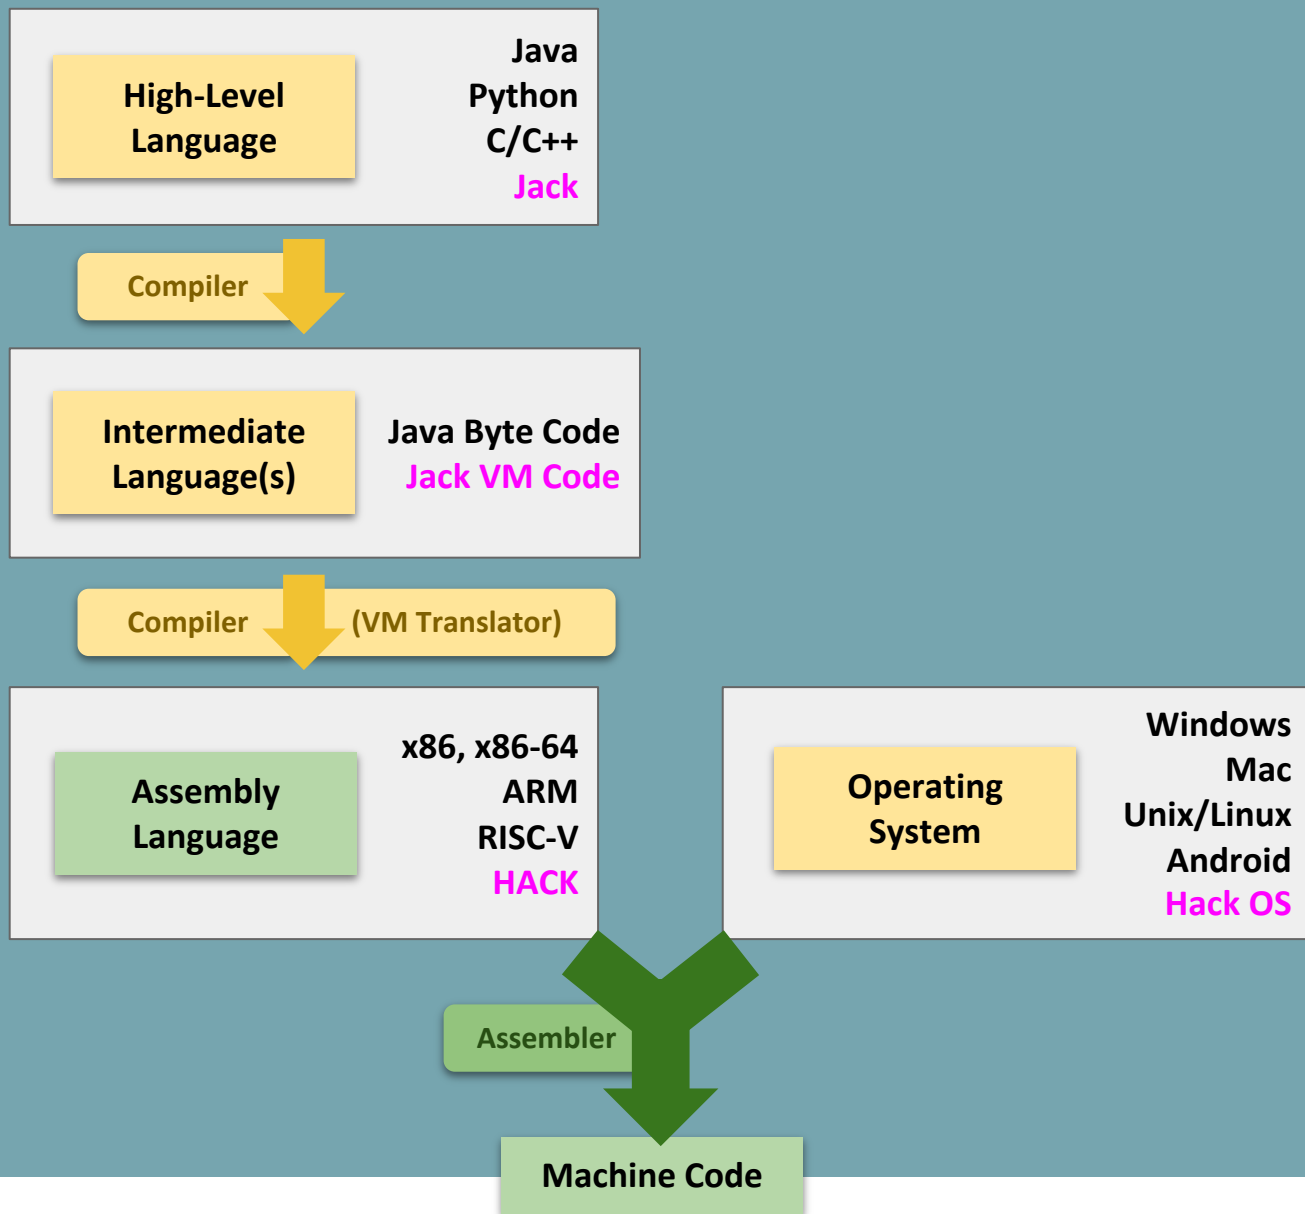 High-Level
Language
Java
Python
C/C++
Jack
Compiler
Intermediate
Language(s)
Java Byte Code
Jack VM Code
Compiler (VM Translator)
Assembly
Language
x86, x86-64
ARM
RISC-V
HACK
Operating
System
Windows
Mac
Unix/Linux
Android
Hack OS
Assembler
Machine Code